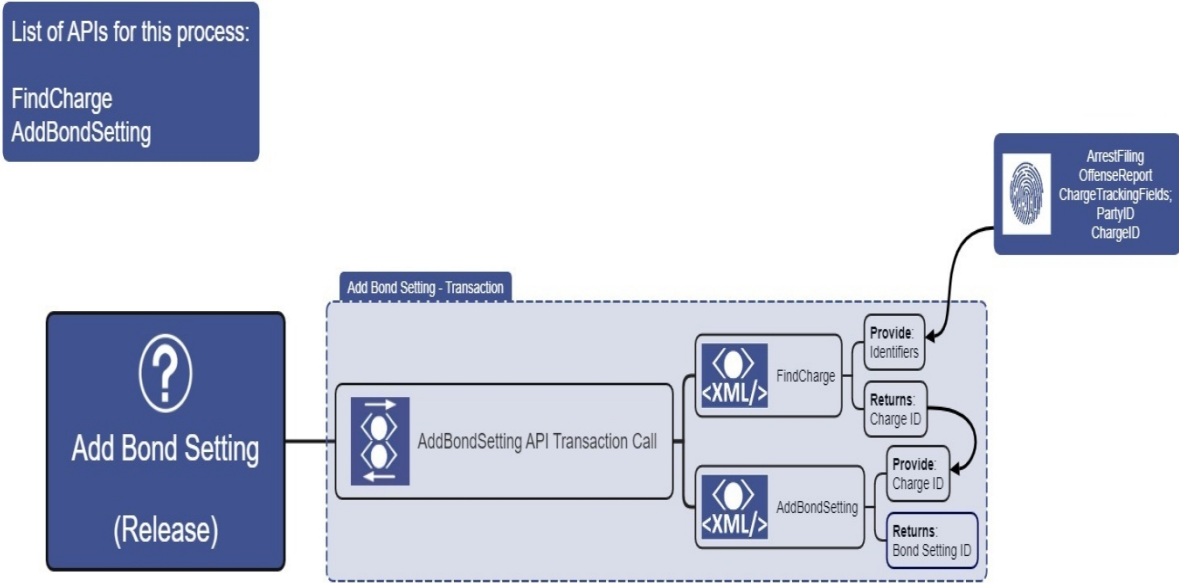 List of APIs for this process:
FindCharge
AddBondSetting
ArrestFiling
OffenseReport
ChargeTrackingFields;
PartyID
ChargeID
Add Bond Setting - Transaction
?
Add Bond Setting
(Release)
AddBondSetting API Transaction Call
<XML/>
FindCharge
Provide:
Identifiers
Returns:
Charge ID
<XML/>
AddBondSetting
Provide:
Charge ID
Returns:
Bond Setting ID